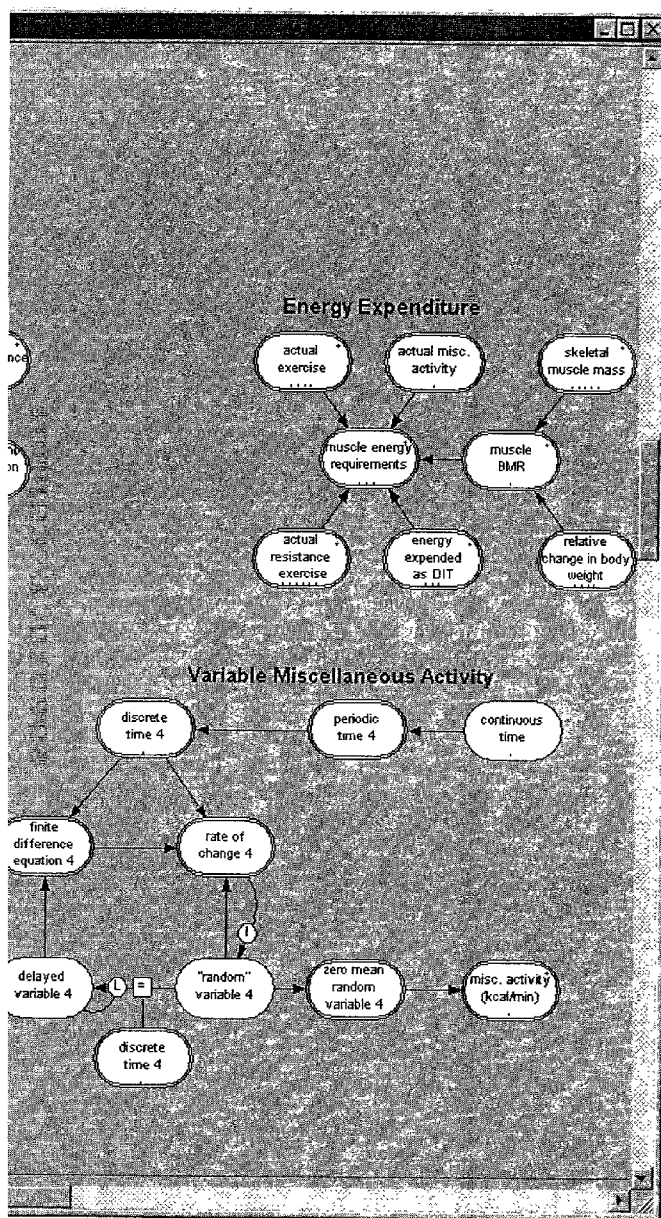 Energy Expenditure
nce
actual
exercise
actual misc.
activity
skeletal
muscle mass
on
muscle energy
requirements
muscle
BMR
actual
resistance
exercise
energy
expended
as DIT
relative
change in body
weight
Variable Miscellaneous Activity
discrete
time 4
periodic
time 4
continuous
time
finite
difference
equation 4
rate of
change 4
I
delayed
variable 4
L
=
"random"
variable 4
zero mean
random
variable 4
misc. activity
(kcal/min)
discrete
time 4